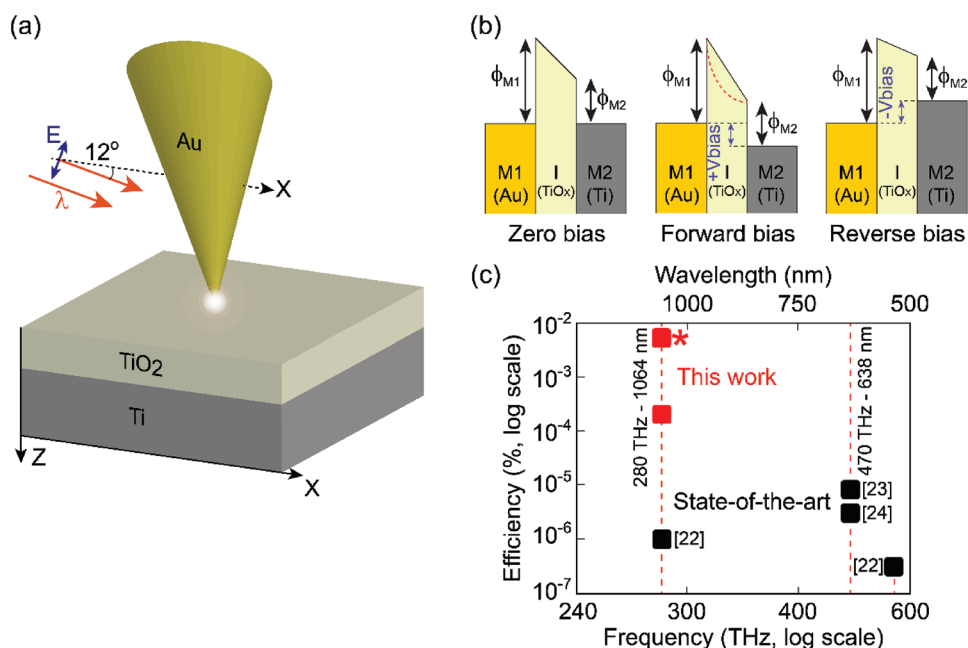 (a)
E
12°
X
λ
Au
TiO2
Ti
Z
X
(b)
ϕM1
ϕM2
M1
(Au)
I
(TiOx)
M2
(Ti)
Zero bias
ϕM1
+Vbias
ϕM2
M1
(Au)
I
(TiOx)
M2
(Ti)
Forward bias
ϕM1
-Vbias
ϕM2
M1
(Au)
I
(TiOx)
M2
(Ti)
Reverse bias
(c)
Wavelength (nm)
1000 750 500
Efficiency (%, log scale)
10-2
10-3
10-4
10-5
10-6
10-7
280 THz - 1064 nm
*
This work
470 THz - 638 nm
State-of-the-art
[23]
[24]
[22]
[22]
240 300 400 600
Frequency (THz, log scale)